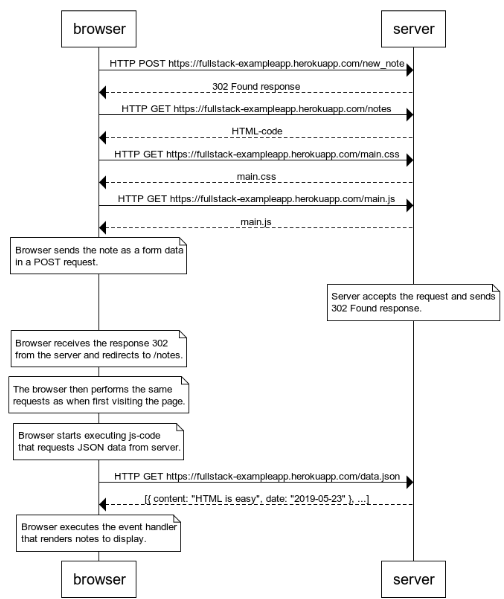 browser
server
HTTP POST https://fullstack-exampleapp.herokuapp.com/new_note
302 Found response
HTTP GET https://fullstack-exampleapp.herokuapp.com/notes
HTML-code
HTTP GET https://fullstack-exampleapp.herokuapp.com/main.css
main.css
HTTP GET https://fullstack-exampleapp.herokuapp.com/main.js
main.js
Browser sends the note as a form data
in a POST request.
Server accepts the request and sends
302 Found response.
Browser receives the response 302
from the server and redirects to /notes.
The browser then performs the same
requests as when first visiting the page.
Browser starts executing js-code
that requests JSON data from server.
HTTP GET https://fullstack-exampleapp.herokuapp.com/data.json
[{ content: "HTML is easy", date: "2019-05-23" }, ...]
Browser executes the event handler
that renders notes to display.
browser
server